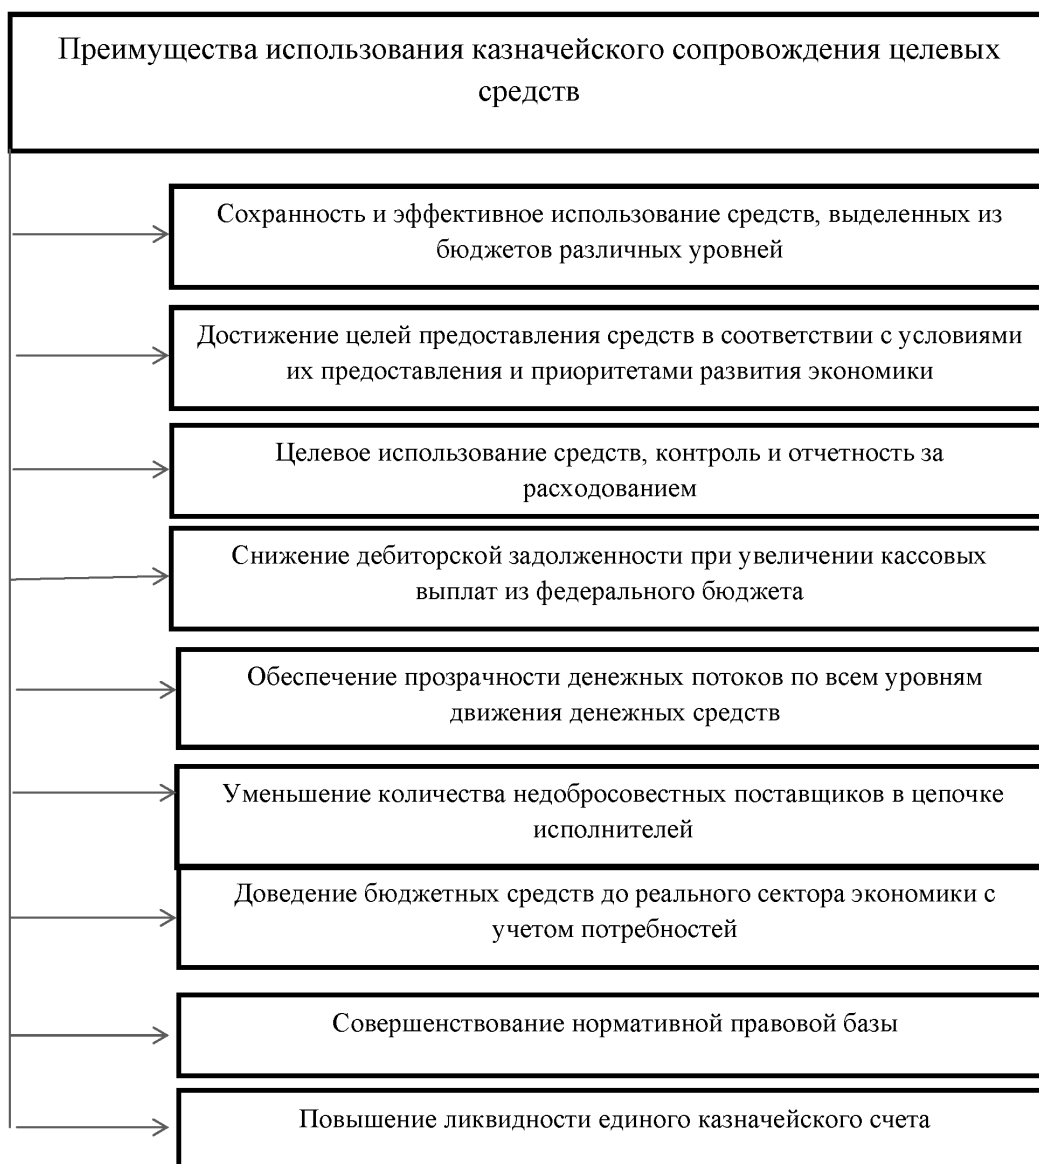 Преимущества использования казначейского сопровождения целевых
средств
Сохранность и эффективное использование средств, выделенных из
бюджетов различных уровней
Достижение целей предоставления средств в соответствии с условиями
их предоставления и приоритетами развития экономики
Целевое использование средств, контроль и отчетность за
расходованием
Снижение дебиторской задолженности при увеличении кассовых
выплат из федерального бюджета
Обеспечение прозрачности денежных потоков по всем уровням
движения денежных средств
Уменьшение количества недобросовестных поставщиков в цепочке
исполнителей
Доведение бюджетных средств до реального сектора экономики с
учетом потребностей
Совершенствование нормативной правовой базы
Повышение ликвидности единого казначейского счета